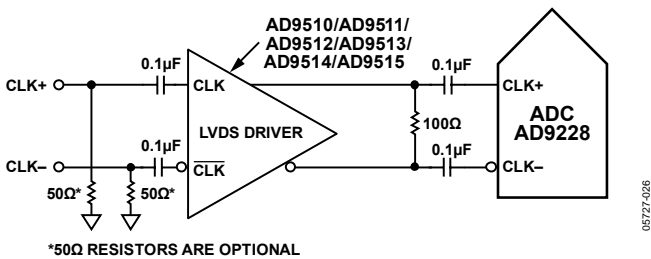 AD9510/AD9511/
AD9512/AD9513/
AD9514/AD9515
0.1µF
0.1µF
CLK+
CLK
CLK+
LVDS DRIVER
100Ω
ADC
AD9228
0.1µF
0.1µF
CLK–
CLK
CLK–
50Ω*
50Ω*
*50Ω RESISTORS ARE OPTIONAL
05727-026